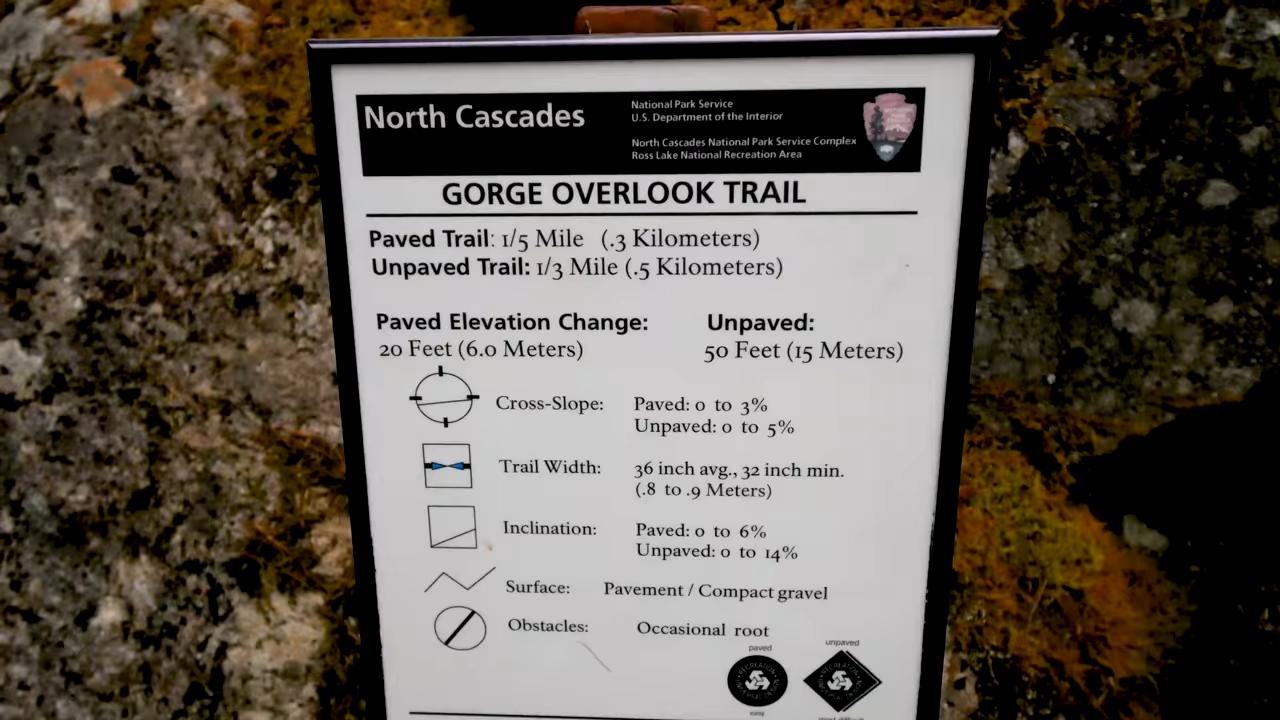 North Cascades
National Park Service
U.S. Department of the Interior
North Cascades National Park Service Complex
Ross Lake National Recreation Area
GORGE OVERLOOK TRAIL
Paved Trail: 1/5 Mile (.3 Kilometers)
Unpaved Trail: 1/3 Mile (.5 Kilometers)
Paved Elevation Change: Unpaved:
20 Feet (6.0 Meters) 50 Feet (15 Meters)
Cross-Slope: Paved: 0 to 3%
Unpaved: 0 to 5%
Trail Width: 36 inch avg., 32 inch min.
(.8 to .9 Meters)
Inclination: Paved: 0 to 6%
Unpaved: 0 to 14%
Surface: Pavement / Compact gravel
Obstacles: Occasional root
paved unpaved
RECREATION RECREATION
easy